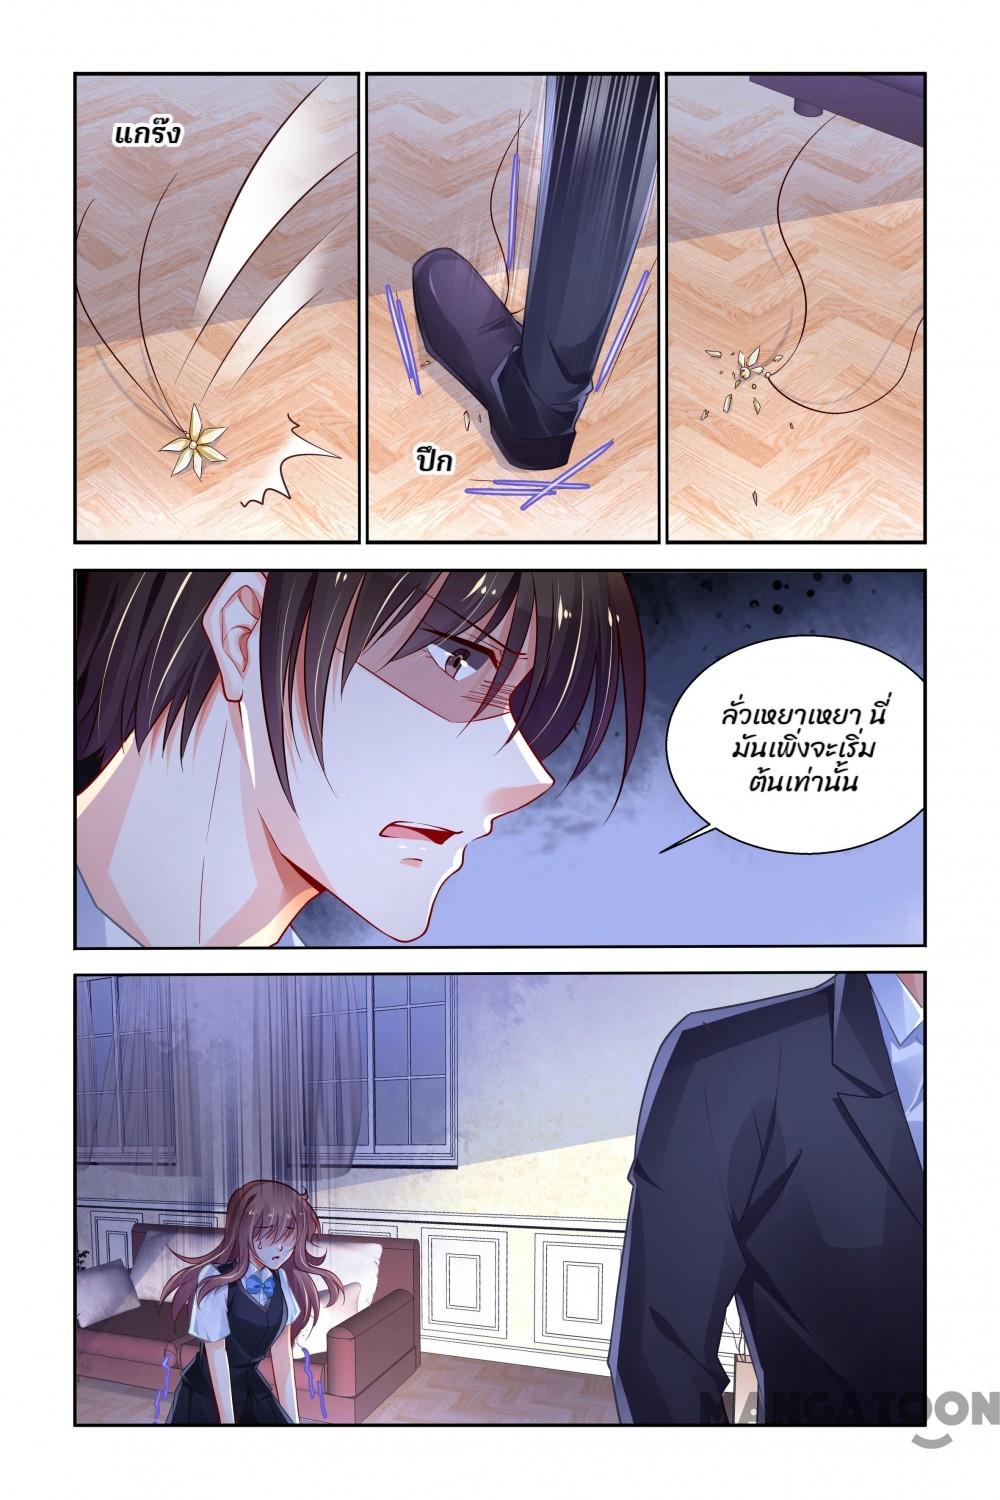 แกร๊ง
ปึก
ลั่วเหยาเหยา นี่
มันเพิ่งจะเริ่ม
ต้นเท่านั้น
MANGATOON